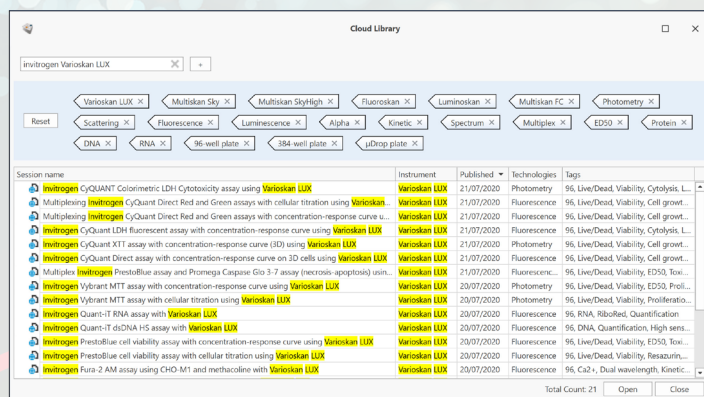 Cloud Library
invitrogen Varioskan LUX
+
Varioskan LUX Multiskan Sky Multiskan SkyHigh Fluoroskan Luminoskan Multiskan FC Photometry
Reset Scattering Fluorescence Luminescence Alpha Kinetic Spectrum Multiplex ED50 Protein
DNA RNA 96-well plate 384-well plate µDrop plate
Session name Instrument Published Technologies Tags
Invitrogen CyQUANT Colorimetric LDH Cytotoxicity assay using Varioskan LUX Varioskan LUX 21/07/2020 Photometry 96, Live/Dead, Viability, Cytolysis, L...
Multiplexing Invitrogen CyQuant Direct Red and Green assays with cellular titration using Varioskan... Varioskan LUX 21/07/2020 Fluorescence 96, Live/Dead, Viability, Cell growt...
Invitrogen CyQuant Direct Red and Green assays with concentration-response curve u... Varioskan LUX 21/07/2020 Fluorescence 96, Live/Dead, Viability, Cell growt...
Invitrogen CyQuant LDH fluorescent assay with concentration-response curve using Varioskan LUX Varioskan LUX 21/07/2020 Fluorescence 96, Live/Dead, Viability, Cytolysis, L...
Invitrogen CyQuant XTT assay with concentration-response curve (3D) using Varioskan LUX Varioskan LUX 21/07/2020 Photometry 96, Live/Dead, Viability, Cell growt...
Invitrogen CyQuant Direct assay with concentration-response curve on 3D cells using Varioskan LUX Varioskan LUX 21/07/2020 Fluorescence 96, Live/Dead, Viability, Cell growt...
Multiplex Invitrogen PrestoBlue assay and Promega Caspase Glo 3-7 assay (necrosis-apoptosis) usin... Varioskan LUX 21/07/2020 Fluorescenc... 96, Live/Dead, Viability, ED50, Toxi...
Invitrogen Vybrant MTT assay with concentration-response curve using Varioskan LUX Varioskan LUX 20/07/2020 Photometry 96, Live/Dead, Viability, ED50, Proli...
Invitrogen Vybrant MTT assay with cellular titration using Varioskan LUX Varioskan LUX 20/07/2020 Photometry 96, Live/Dead, Viability, Proliferatio...
Invitrogen Quant-iT RNA assay with Varioskan LUX Varioskan LUX 20/07/2020 Fluorescence 96, RNA, RiboRed, Quantification
Invitrogen Quant-iT dsDNA HS assay with Varioskan LUX Varioskan LUX 20/07/2020 Fluorescence 96, DNA, Quantification, High sens...
Invitrogen PrestoBlue cell viability assay with concentration-response curve using Varioskan LUX Varioskan LUX 20/07/2020 Fluorescence 96, Live/Dead, Viability, ED50, Toxi...
Invitrogen PrestoBlue cell viability assay with cellular titration using Varioskan LUX Varioskan LUX 20/07/2020 Fluorescence 96, Live/Dead, Viability, Resazurin,...
Invitrogen Fura-2 AM assay using CHO-M1 and methacoline with Varioskan LUX Varioskan LUX 20/07/2020 Fluorescence 96, Ca2+, Dual wavelength, Kinetic...
Total Count: 21 Open Close